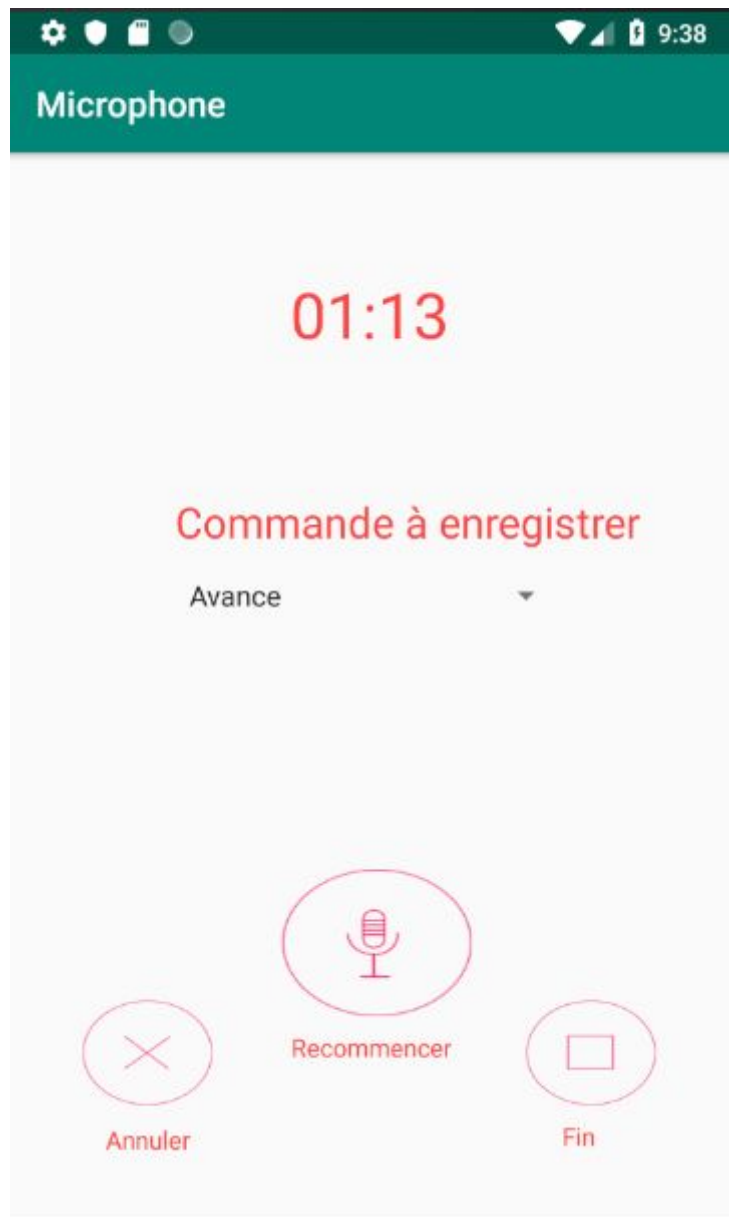 9:38
Microphone
01:13
Commande à enregistrer
Avance
Recommencer
Annuler
Fin